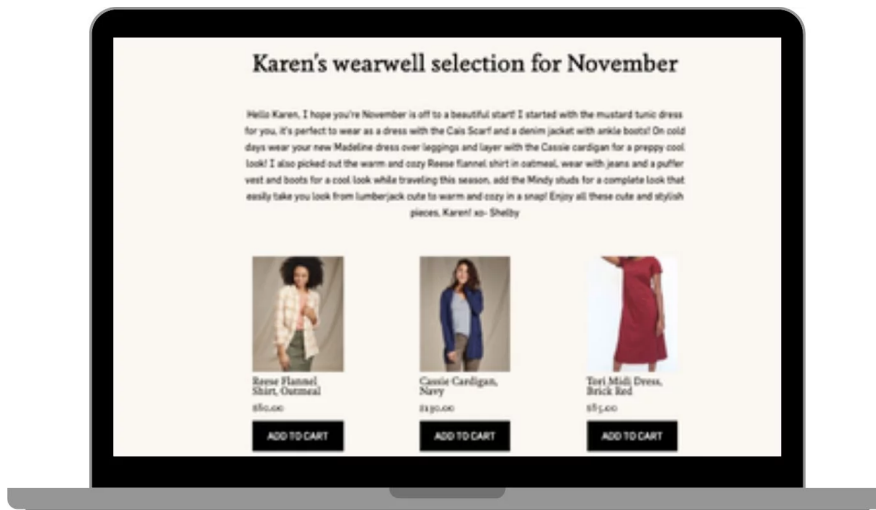 Karen's wearwell selection for November
Hello Karen, I hope you're November is off to a beautiful start! I started with the mustard tunic dress
for you, it's perfect to wear as a dress with the Cais Scarf and a denim jacket with ankle boots! On cold
days wear your new Madeline dress over leggings and layer with the Cassie cardigan for a preppy cool
look! I also picked out the warm and cozy Reese flannel shirt in oatmeal, wear with jeans and a puffer
vest and boots for a cool look while traveling this season, add the Mindy studs for a complete look that
easily take you look from lumberjack cute to warm and cozy in a snap! Enjoy all these cute and stylish
pieces, Karen! xo- Shelby
Reese Flannel
Shirt, Oatmeal
$80.00
ADD TO CART
Cassie Cardigan,
Navy
$130.00
ADD TO CART
Tori Midi Dress,
Brick Red
$85.00
ADD TO CART